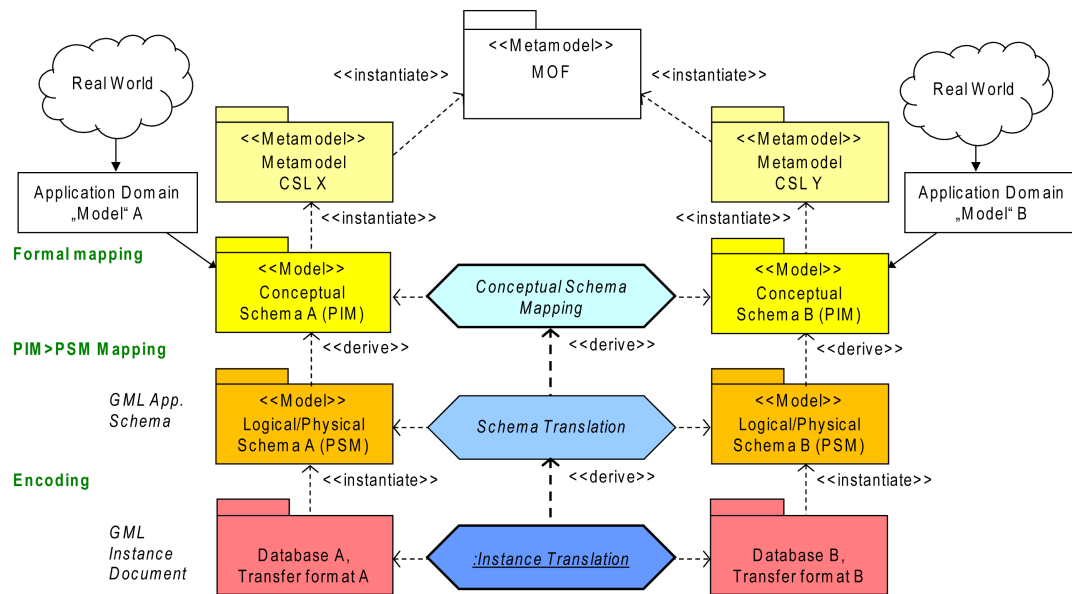 <<Metamodel>>
MOF
Real World
Real World
<<instantiate>>
<<instantiate>>
<<Metamodel>>
Metamodel
CSL X
<<Metamodel>>
Metamodel
CSL Y
Application Domain
„Model“ A
Application Domain
„Model“ B
<<instantiate>>
<<instantiate>>
Formal mapping
<<Model>>
Conceptual
Schema A (PIM)
Conceptual Schema
Mapping
<<Model>>
Conceptual
Schema B (PIM)
PIM>PSM Mapping
<<derive>>
<<derive>>
<<derive>>
GML App.
Schema
<<Model>>
Logical/Physical
Schema A (PSM)
Schema Translation
<<Model>>
Logical/Physical
Schema B (PSM)
Encoding
<<instantiate>>
<<derive>>
<<instantiate>>
GML
Instance
Document
Database A,
Transfer format A
:Instance Translation
Database B,
Transfer format B